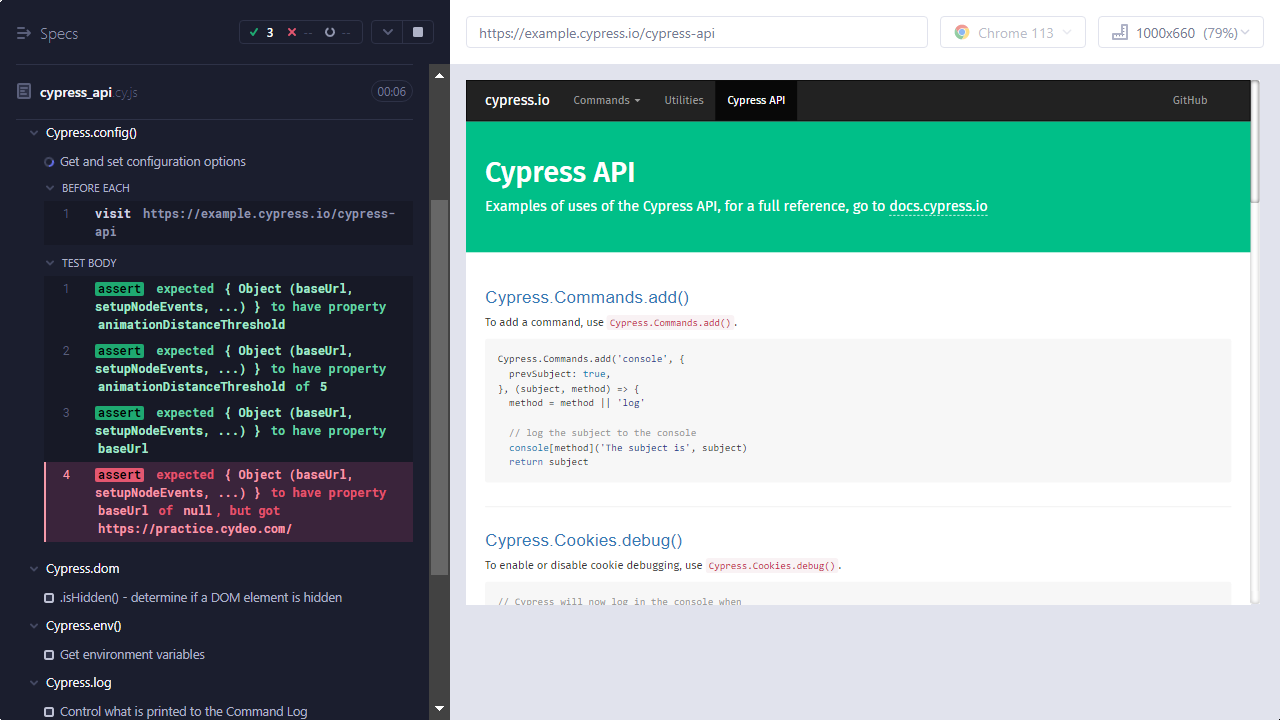 Specs
3
--
--
cypress_api.cy.js
00:06
Cypress.config()
Get and set configuration options
BEFORE EACH
1 visit https://example.cypress.io/cypress-
api
TEST BODY
1 assert expected { Object (baseUrl,
setupNodeEvents, ...) } to have property
animationDistanceThreshold
2 assert expected { Object (baseUrl,
setupNodeEvents, ...) } to have property
animationDistanceThreshold of 5
3 assert expected { Object (baseUrl,
setupNodeEvents, ...) } to have property
baseUrl
4 assert expected { Object (baseUrl,
setupNodeEvents, ...) } to have property
baseUrl of null, but got
https://practice.cydeo.com/
Cypress.dom
.isHidden() - determine if a DOM element is hidden
Cypress.env()
Get environment variables
Cypress.log
Control what is printed to the Command Log
https://example.cypress.io/cypress-api
Chrome 113
1000x660 (79%)
cypress.io
Commands
Utilities
Cypress API
GitHub
Cypress API
Examples of uses of the Cypress API, for a full reference, go to docs.cypress.io
Cypress.Commands.add()
To add a command, use Cypress.Commands.add().
Cypress.Commands.add('console', {
prevSubject: true,
}, (subject, method) => {
method = method || 'log'
// log the subject to the console
console[method]('The subject is', subject)
return subject
Cypress.Cookies.debug()
To enable or disable cookie debugging, use Cypress.Cookies.debug().
// Cypress will now log in the console when